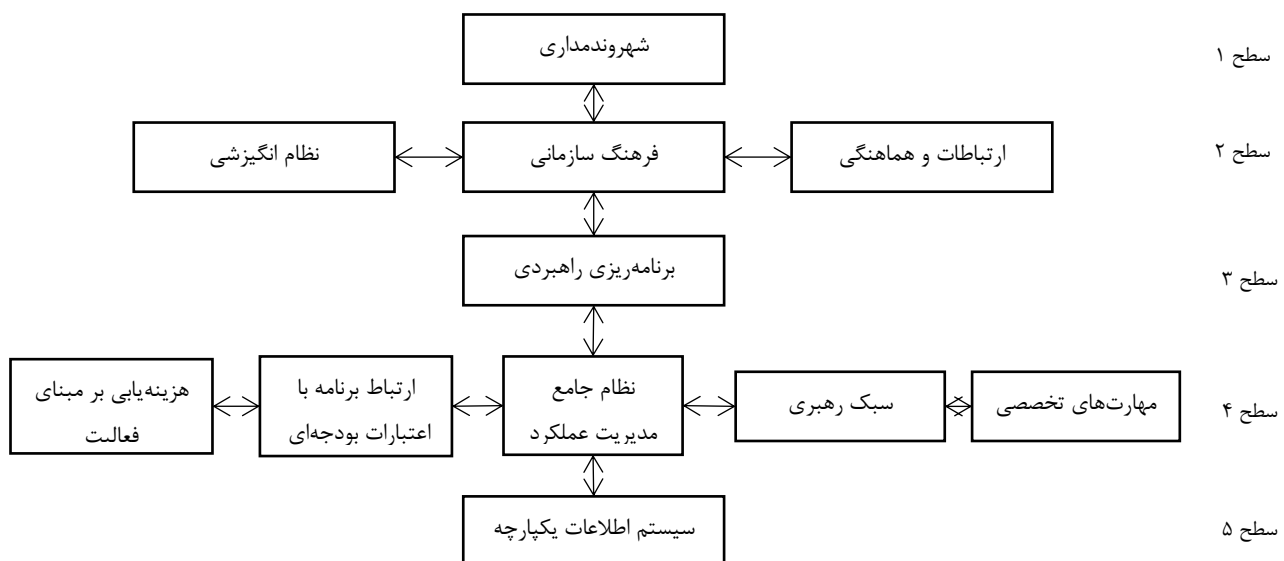 شهروندمداری
سطح ۱
ارتباطات و هماهنگی
فرهنگ سازمانی
نظام انگیزشی
سطح ۲
برنامه‌ریزی راهبردی
سطح ۳
مهارت‌های تخصصی
سبک رهبری
نظام جامع
مدیریت عملکرد
ارتباط برنامه با
اعتبارات بودجه‌ای
هزینه‌یابی بر مبنای
فعالیت
سطح ۴
سیستم اطلاعات یکپارچه
سطح ۵